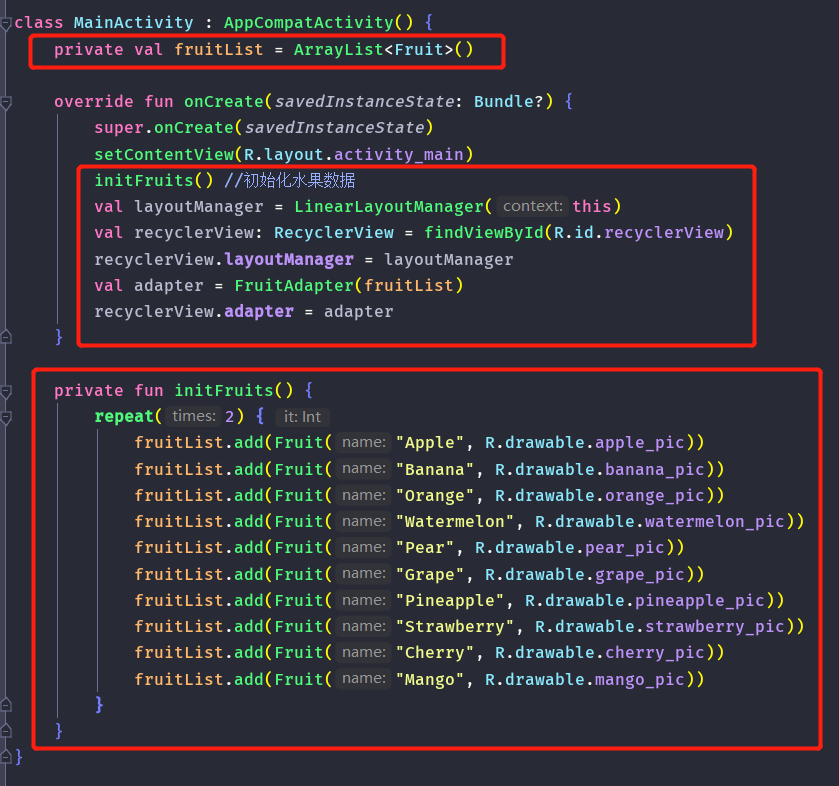 class MainActivity : AppCompatActivity() {
private val fruitList = ArrayList<Fruit>()
override fun onCreate(savedInstanceState: Bundle?) {
super.onCreate(savedInstanceState)
setContentView(R.layout.activity_main)
initFruits() //初始化水果数据
val layoutManager = LinearLayoutManager( context: this)
val recyclerView: RecyclerView = findViewById(R.id.recyclerView)
recyclerView.layoutManager = layoutManager
val adapter = FruitAdapter(fruitList)
recyclerView.adapter = adapter
}
private fun initFruits() {
repeat( times: 2) { it: Int
fruitList.add(Fruit( name: "Apple", R.drawable.apple_pic))
fruitList.add(Fruit( name: "Banana", R.drawable.banana_pic))
fruitList.add(Fruit( name: "Orange", R.drawable.orange_pic))
fruitList.add(Fruit( name: "Watermelon", R.drawable.watermelon_pic))
fruitList.add(Fruit( name: "Pear", R.drawable.pear_pic))
fruitList.add(Fruit( name: "Grape", R.drawable.grape_pic))
fruitList.add(Fruit( name: "Pineapple", R.drawable.pineapple_pic))
fruitList.add(Fruit( name: "Strawberry", R.drawable.strawberry_pic))
fruitList.add(Fruit( name: "Cherry", R.drawable.cherry_pic))
fruitList.add(Fruit( name: "Mango", R.drawable.mango_pic))
}
}
}